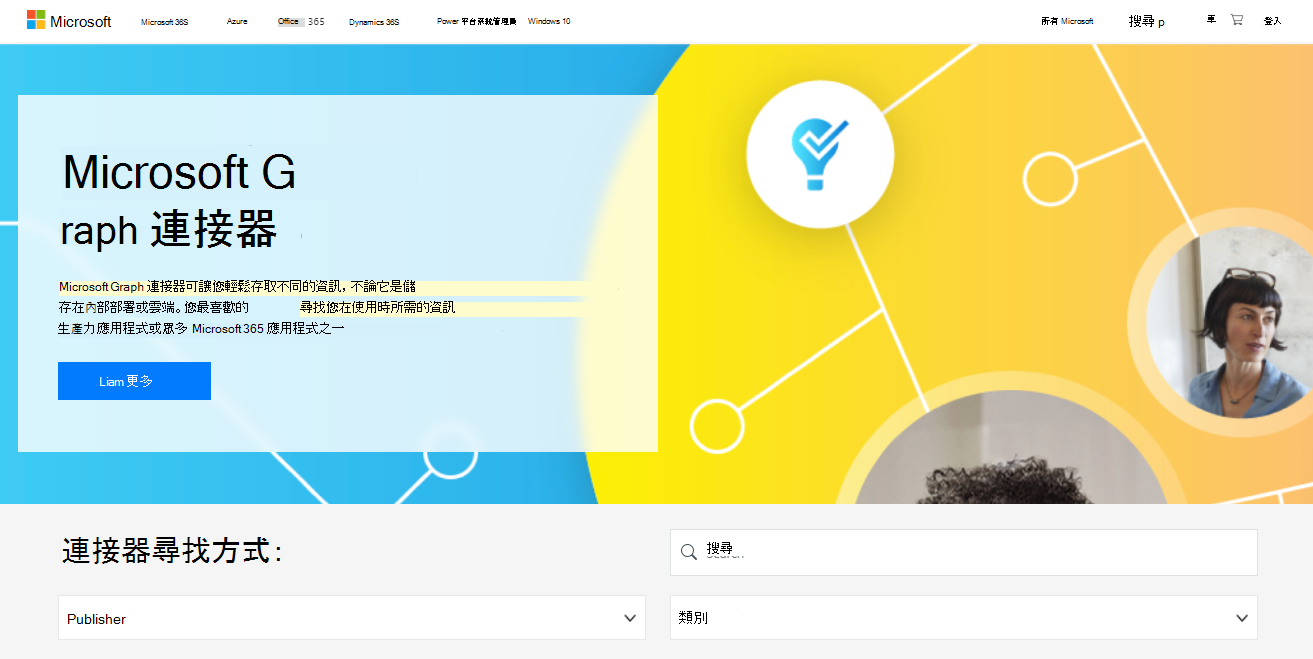 Microsoft
Microsoft 36S
Azure
Office 365
Dynamics 36S
Power 平台系統管理員
Windows 10
所有 Microsoft
搜尋 p
車
登入
Microsoft G
raph 連接器
Microsoft Graph 連接器可讓您輕鬆存取不同的資訊，不論它是儲
存在內部部署或雲端。您最喜歡的 尋找您在使用時所需的資訊
生產力應用程式或眾多 Microsoft 365 應用程式之一
Liam 更多
連接器尋找方式:
搜尋
Publisher
類別